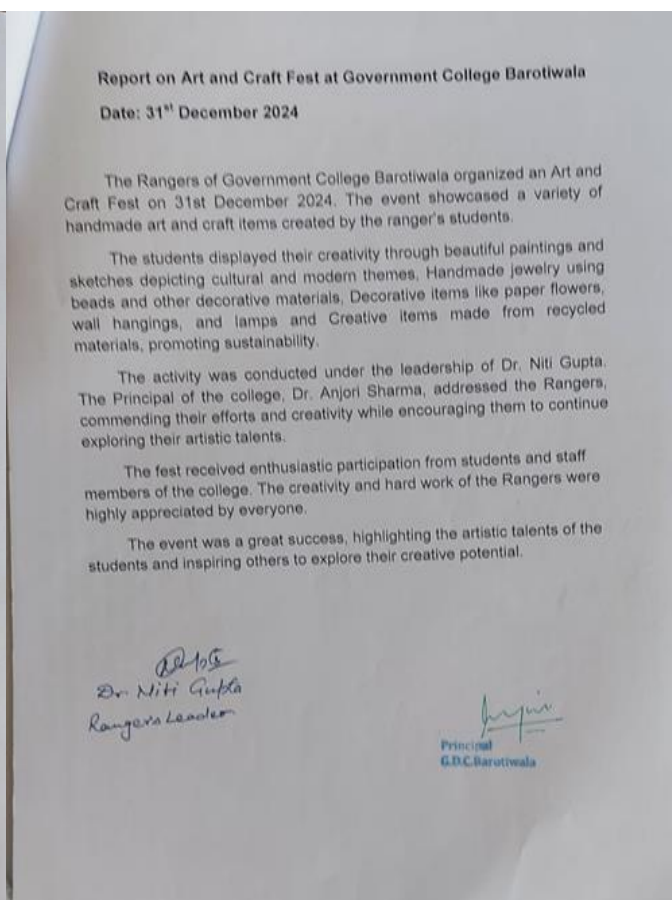 Report on Art and Craft Fest at Government College Barotiwala
Date: 31st December 2024
The Rangers of Government College Barotiwala organized an Art and
Craft Fest on 31st December 2024. The event showcased a variety of
handmade art and craft items created by the ranger's students.
The students displayed their creativity through beautiful paintings and
sketches depicting cultural and modern themes, Handmade jewelry using
beads and other decorative materials, Decorative items like paper flowers,
wall hangings, and lamps and Creative items made from recycled
materials, promoting sustainability.
The activity was conducted under the leadership of Dr. Niti Gupta.
The Principal of the college, Dr. Anjori Sharma, addressed the Rangers,
commending their efforts and creativity while encouraging them to continue
exploring their artistic talents.
The fest received enthusiastic participation from students and staff
members of the college. The creativity and hard work of the Rangers were
highly appreciated by everyone.
The event was a great success, highlighting the artistic talents of the
students and inspiring others to explore their creative potential.
Dr. Niti Gupta
Rangers Leader
Principal
G.D.C.Barotiwala